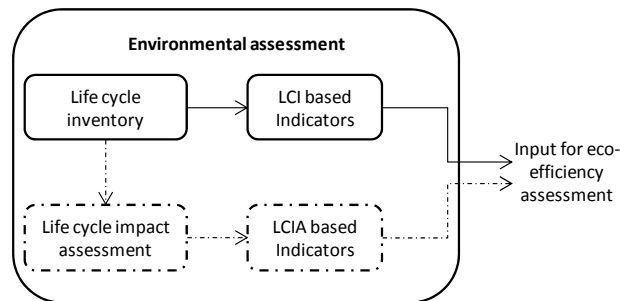 Environmental assessment
Life cycle
inventory
LCI based
Indicators
Input for eco-
efficiency
assessment
Life cycle impact
assessment
LCIA based
Indicators